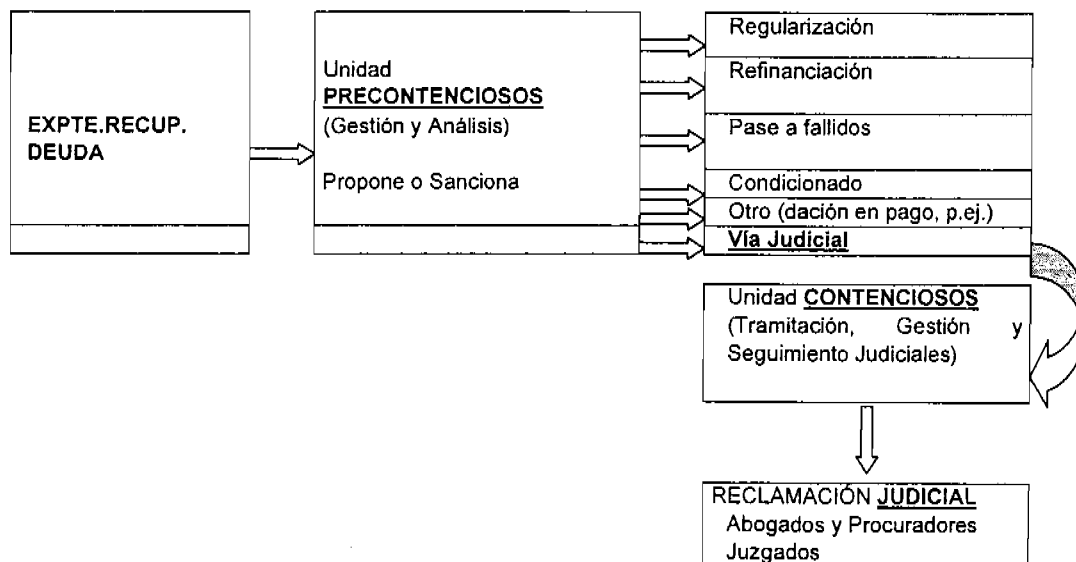 EXPTE.RECUP.
DEUDA
Unidad
PRECONTENCIOSOS
(Gestión y Análisis)
Propone o Sanciona
Regularización
Refinanciación
Pase a fallidos
Condicionado
Otro (dación en pago, p.ej.)
Vía Judicial
Unidad CONTENCIOSOS
(Tramitación, Gestión y
Seguimiento Judiciales)
RECLAMACIÓN JUDICIAL
Abogados y Procuradores
Juzgados